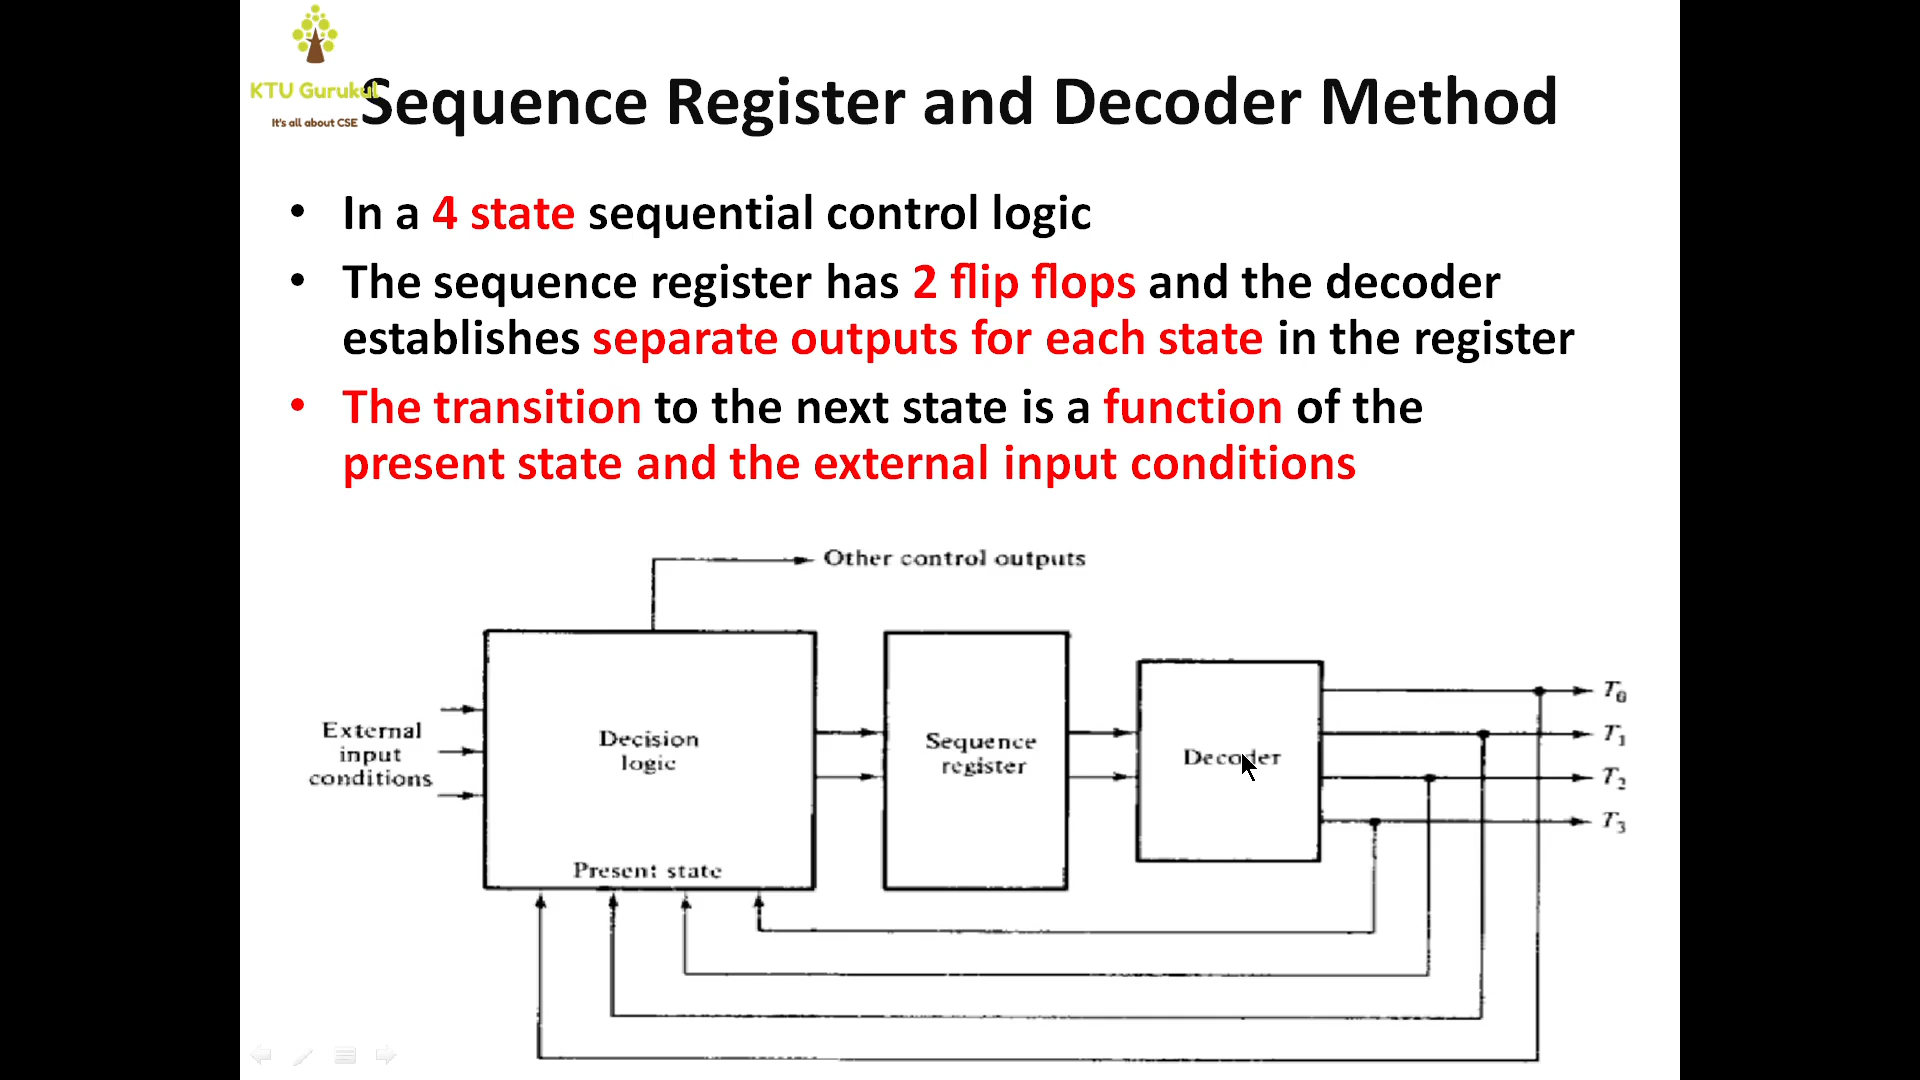 KTU Gurukul
It's all about CSE
Sequence Register and Decoder Method
• In a 4 state sequential control logic
• The sequence register has 2 flip flops and the decoder
establishes separate outputs for each state in the register
• The transition to the next state is a function of the
present state and the external input conditions
Other control outputs
External
input
conditions
Decision
logic
Present state
Sequence
register
Decoder
T0
T1
T2
T3